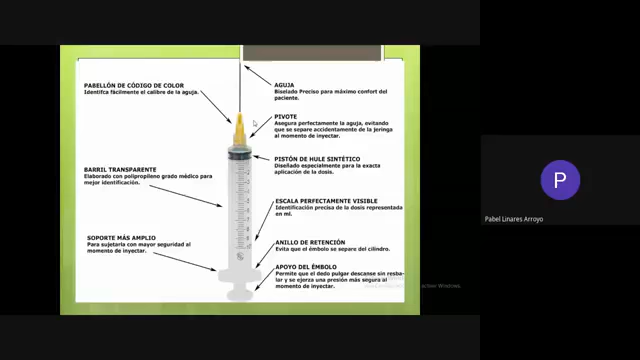 PABELLÓN DE CÓDIGO DE COLOR
Identifca fácilmente el calibre de la aguja.
BARRIL TRANSPARENTE
Elaborado con polipropileno grado médico para
mejor identificación.
SOPORTE MÁS AMPLIO
Para sujetarla con mayor seguridad al
momento de inyectar.
AGUJA
Biselado Preciso para máximo confort del
paciente.
PIVOTE
Asegura perfectamente la aguja, evitando
que se separe accidentamente de la jeringa
al momento de inyectar.
PISTÓN DE HULE SINTÉTICO
Diseñado especialmente para la exacta
aplicación de la dosis.
ESCALA PERFECTAMENTE VISIBLE
Identificación precisa de la dosis representada
en ml.
ANILLO DE RETENCIÓN
Evita que el émbolo se separe del cilindro.
APOYO DEL ÉMBOLO
Permite que el dedo pulgar descanse sin resba-
lar y se ejerza una presión más segura al
momento de inyectar.
activar Windows.
P
Pabel Linares Arroyo